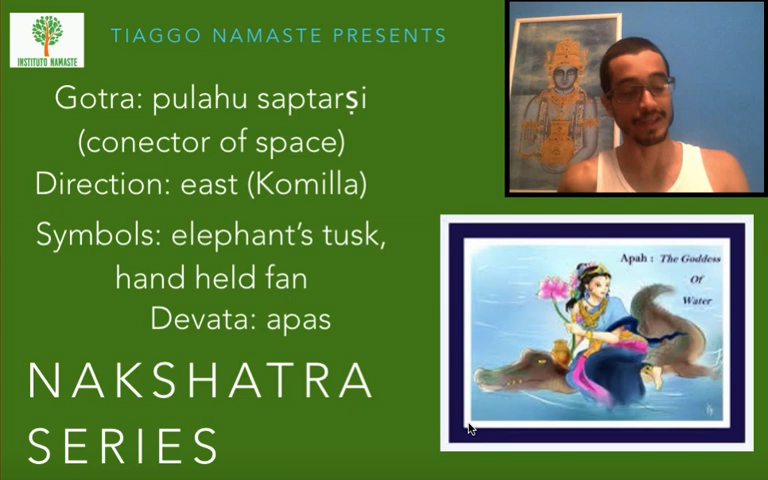 INSTITUTO NAMASTE
TIAGGO NAMASTE PRESENTS
Gotra: pulahu saptarṣi
(conector of space)
Direction: east (Komilla)
Symbols: elephant's tusk,
hand held fan
Devata: apas
NAKSHATRA
SERIES
Apah : The Goddess
Of
Water